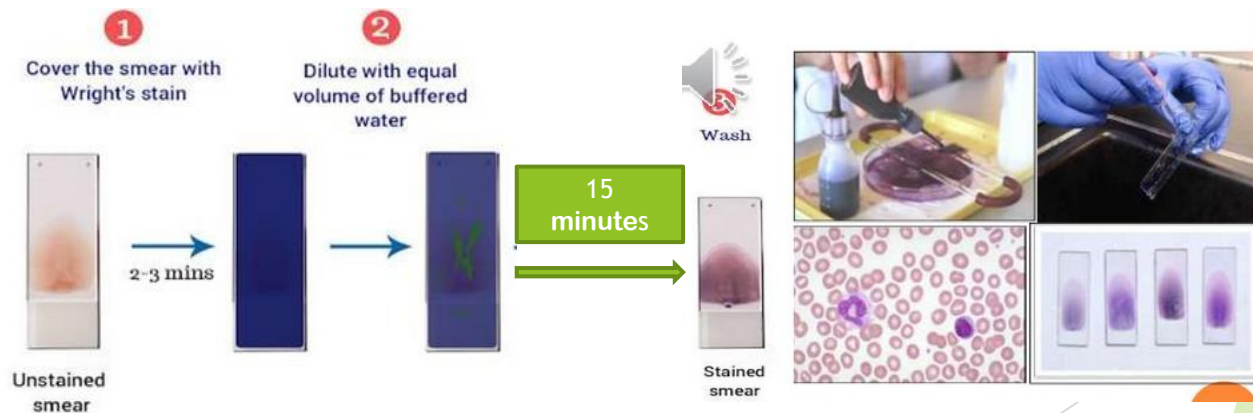 1
Cover the smear with
Wright's stain
2
Dilute with equal
volume of buffered
water
2-3 mins
15
minutes
Wash
Unstained
smear
Stained
smear